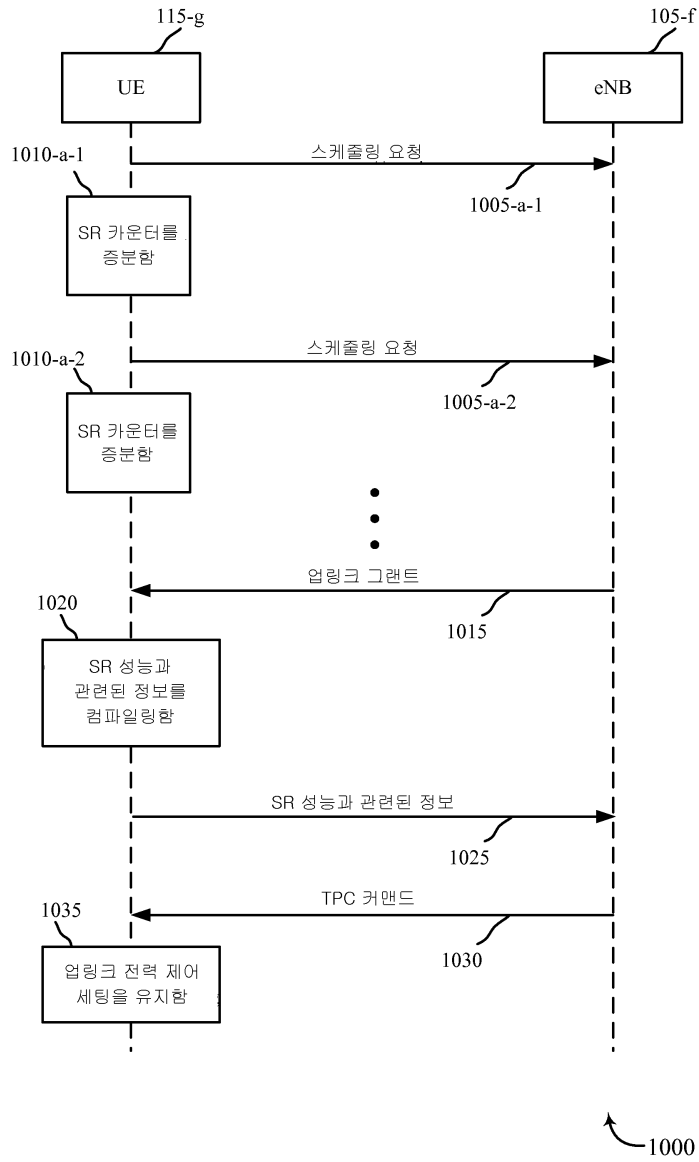 115-g
105-f
UE
eNB
스케줄링 요청
1010-a-1
1005-a-1
SR 카운터를
증분함
스케줄링 요청
1010-a-2
1005-a-2
SR 카운터를
증분함
업링크 그랜트
1020
1015
SR 성능과
관련된 정보를
컴파일링함
SR 성능과 관련된 정보
1025
TPC 커맨드
1035
1030
업링크 전력 제어
세팅을 유지함
1000